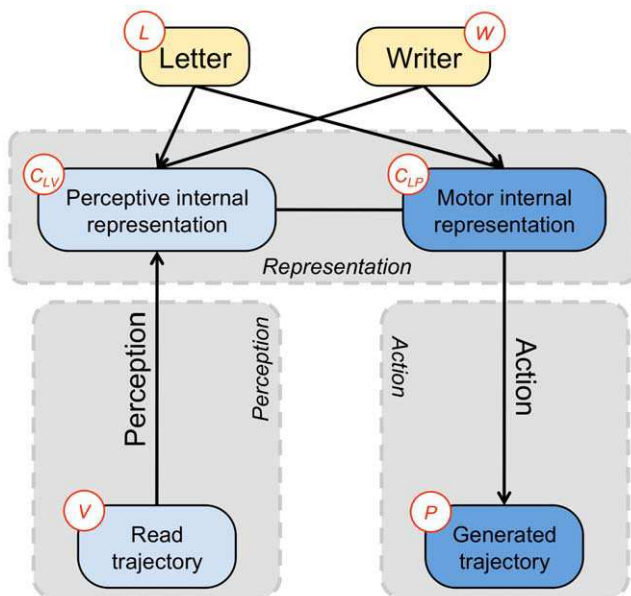 L
W
Letter
Writer
C_LV
C_LP
Perceptive internal
representation
Motor internal
representation
Representation
Perception
Perception
Action
Action
V
P
Read
trajectory
Generated
trajectory